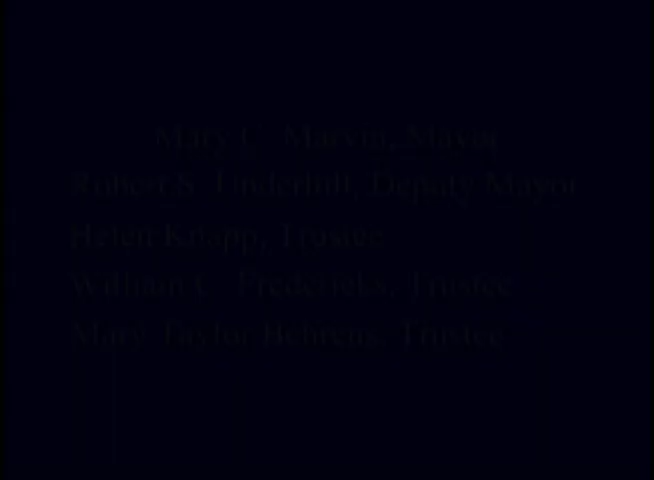 Mary C. Marvin, Mayor
Robert S. Underhill, Deputy Mayor
Helen Knapp, Trustee
William C. Fredericks, Trustee
Mary Taylor Behrens, Trustee